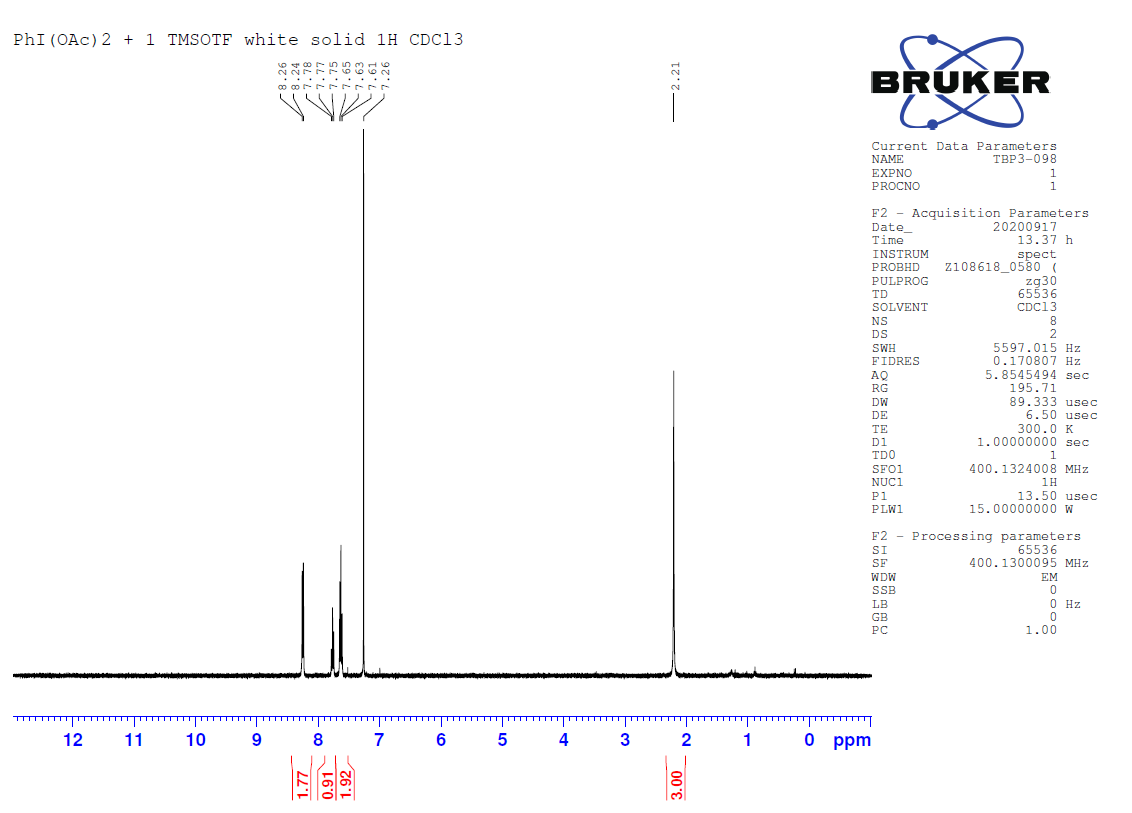 PhI(OAc)2 + 1 TMSOTF white solid 1H CDCl3
8.26
8.24
7.78
7.77
7.75
7.65
7.63
7.61
7.26
2.21
BRUKER
Current Data Parameters
NAME TBP3-098
EXPNO 1
PROCNO 1
F2 - Acquisition Parameters
Date_ 20200917
Time 13.37 h
INSTRUM spect
PROBHD Z108618_0580 (
PULPROG zg30
TD 65536
SOLVENT CDCl3
NS 8
DS 2
SWH 5597.015 Hz
FIDRES 0.170807 Hz
AQ 5.8545494 sec
RG 195.71
DW 89.333 usec
DE 6.50 usec
TE 300.0 K
D1 1.00000000 sec
TD0 1
SFO1 400.1324008 MHz
NUC1 1H
P1 13.50 usec
PLW1 15.00000000 W
F2 - Processing parameters
SI 65536
SF 400.1300095 MHz
WDW EM
SSB 0
LB 0 Hz
GB 0
PC 1.00
12 11 10 9 8 7 6 5 4 3 2 1 0 ppm
1.77
0.91
1.92
3.00